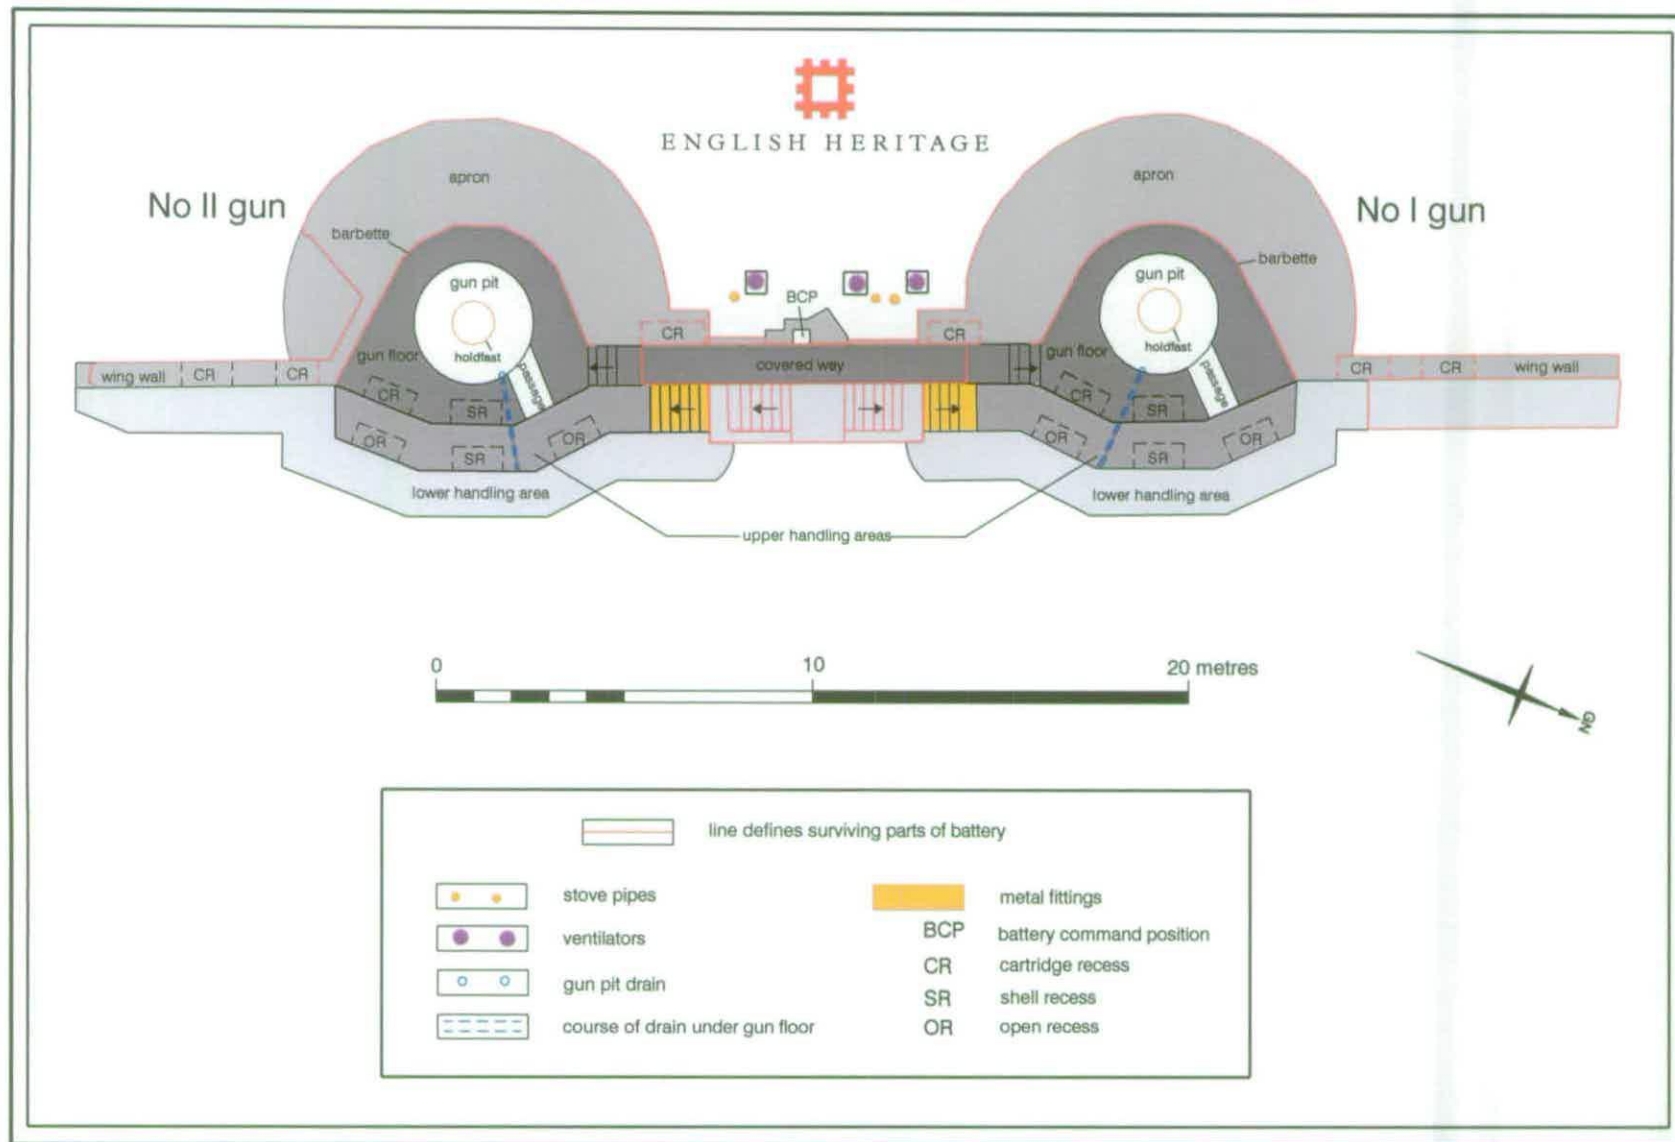 ENGLISH HERITAGE
No II gun
No I gun
apron
apron
barbette
barbette
gun pit
gun pit
holdfast
holdfast
BCP
CR
CR
gun floor
gun floor
covered way
passage
passage
wing wall
CR
CR
CR
CR
wing wall
CR
SR
CR
SR
OR
SR
OR
OR
SR
OR
lower handling area
lower handling area
upper handling areas
0
10
20 metres
GN
line defines surviving parts of battery
stove pipes
ventilators
gun pit drain
course of drain under gun floor
metal fittings
BCP battery command position
CR cartridge recess
SR shell recess
OR open recess